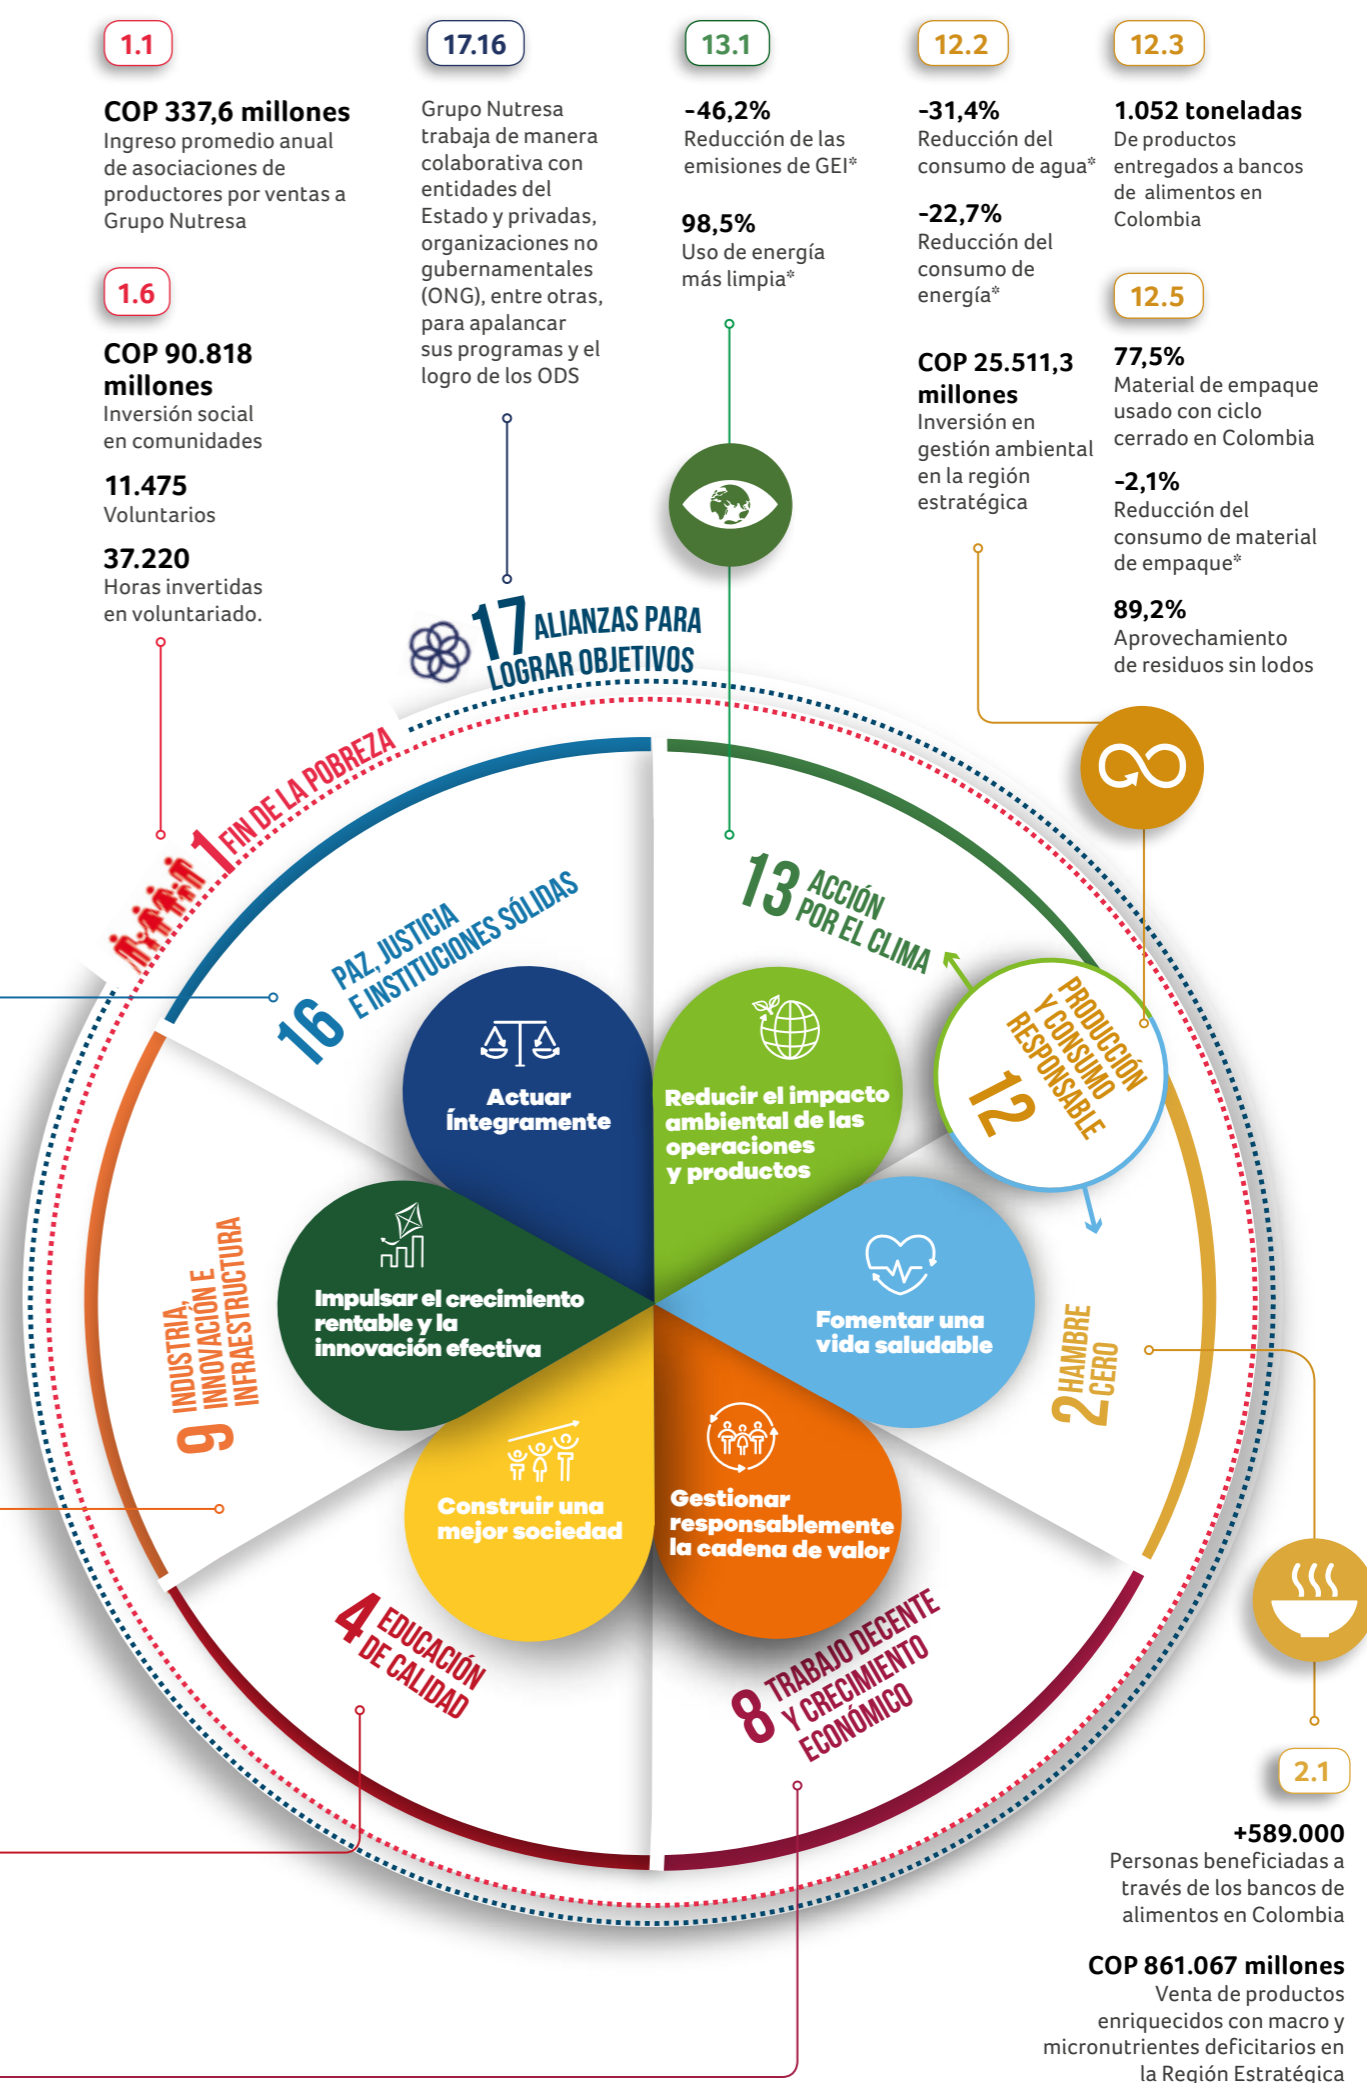 1.1
COP 337,6 millones
Ingreso promedio anual
de asociaciones de
productores por ventas a
Grupo Nutresa
1.6
COP 90.818
millones
Inversión social
en comunidades
11.475
Voluntarios
37.220
Horas invertidas
en voluntariado.
17.16
Grupo Nutresa
trabaja de manera
colaborativa con
entidades del
Estado y privadas,
organizaciones no
gubernamentales
(ONG), entre otras,
para apalancar
sus programas y el
logro de los ODS
13.1
-46,2%
Reducción de las
emisiones de GEI*
98,5%
Uso de energía
más limpia*
12.2
-31,4%
Reducción del
consumo de agua*
-22,7%
Reducción del
consumo de
energía*
COP 25.511,3
millones
Inversión en
gestión ambiental
en la región
estratégica
12.3
1.052 toneladas
De productos
entregados a bancos
de alimentos en
Colombia
12.5
77,5%
Material de empaque
usado con ciclo
cerrado en Colombia
-2,1%
Reducción del
consumo de material
de empaque*
89,2%
Aprovechamiento
de residuos sin lodos
17 ALIANZAS PARA
LOGRAR OBJETIVOS
1 FIN DE LA POBREZA
16 PAZ, JUSTICIA
E INSTITUCIONES SÓLIDAS
13 ACCIÓN
POR EL CLIMA
PRODUCCIÓN
Y CONSUMO
RESPONSABLE
12
Actuar
Íntegramente
Reducir el impacto
ambiental de las
operaciones
y productos
Impulsar el crecimiento
rentable y la
innovación efectiva
Fomentar una
vida saludable
Construir una
mejor sociedad
Gestionar
responsablemente
la cadena de valor
9 INDUSTRIA,
INNOVACIÓN E
INFRAESTRUCTURA
2 HAMBRE
CERO
4 EDUCACIÓN
DE CALIDAD
8 TRABAJO DECENTE
Y CRECIMIENTO
ECONÓMICO
2.1
+589.000
Personas beneficiadas a
través de los bancos de
alimentos en Colombia
COP 861.067 millones
Venta de productos
enriquecidos con macro y
micronutrientes deficitarios en
la Región Estratégica